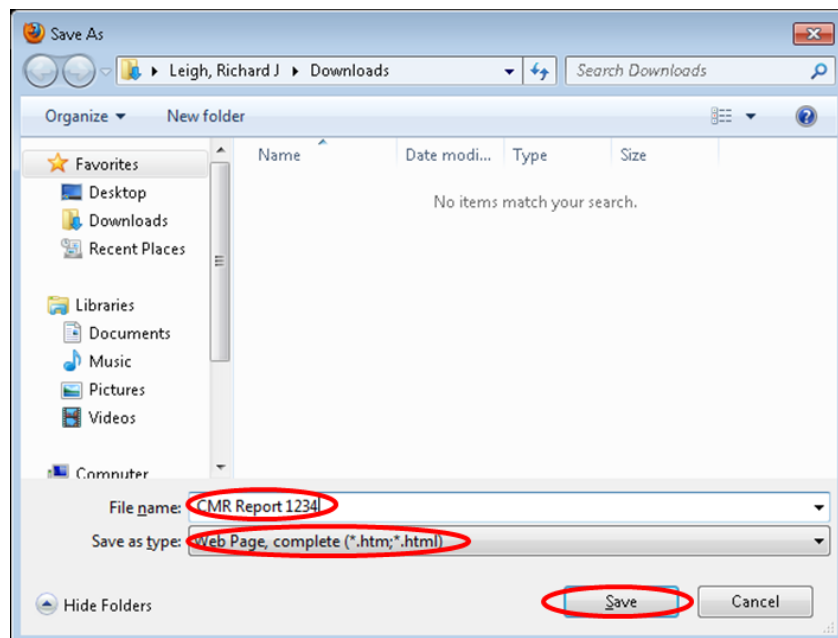 Save As
Leigh, Richard J Downloads Search Downloads
Organize New folder
Favorites
Desktop
Downloads
Recent Places
Libraries
Documents
Music
Pictures
Videos
Computer
Name Date modi... Type Size
No items match your search.
File name: CMR Report 1234
Save as type: Web Page, complete (*.htm;*.html)
Hide Folders Save Cancel